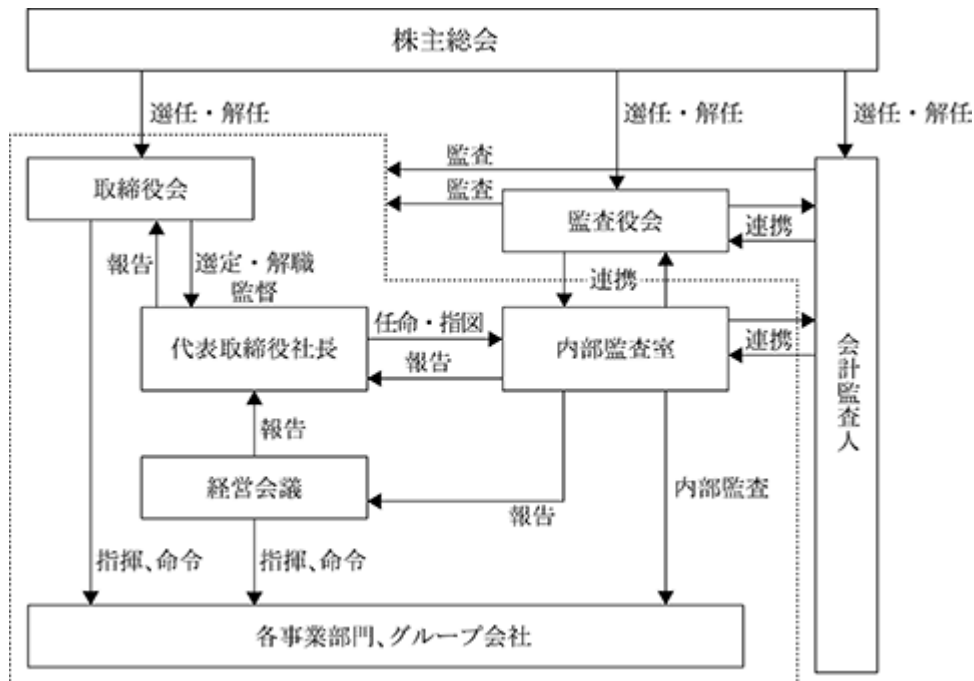 株主総会
選任・解任
選任・解任
選任・解任
監査
取締役会
監査
監査役会
連携
報告
選定・解職
監督
連携
任命・指図
代表取締役社長
内部監査室
連携
報告
会計監査人
報告
経営会議
内部監査
報告
指揮、命令
指揮、命令
各事業部門、グループ会社